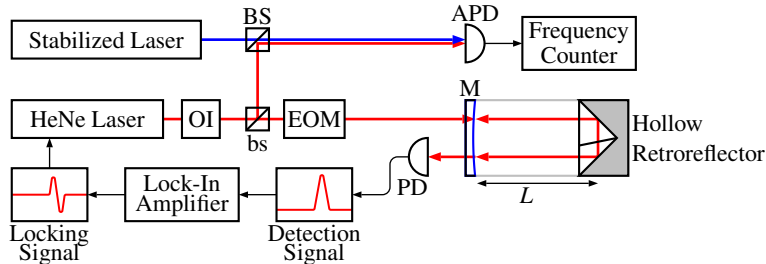 BS
APD
Stabilized Laser
Frequency
Counter
M
HeNe Laser
OI
EOM
bs
Hollow
Retroreflector
PD
L
Lock-In
Amplifier
Locking
Signal
Detection
Signal